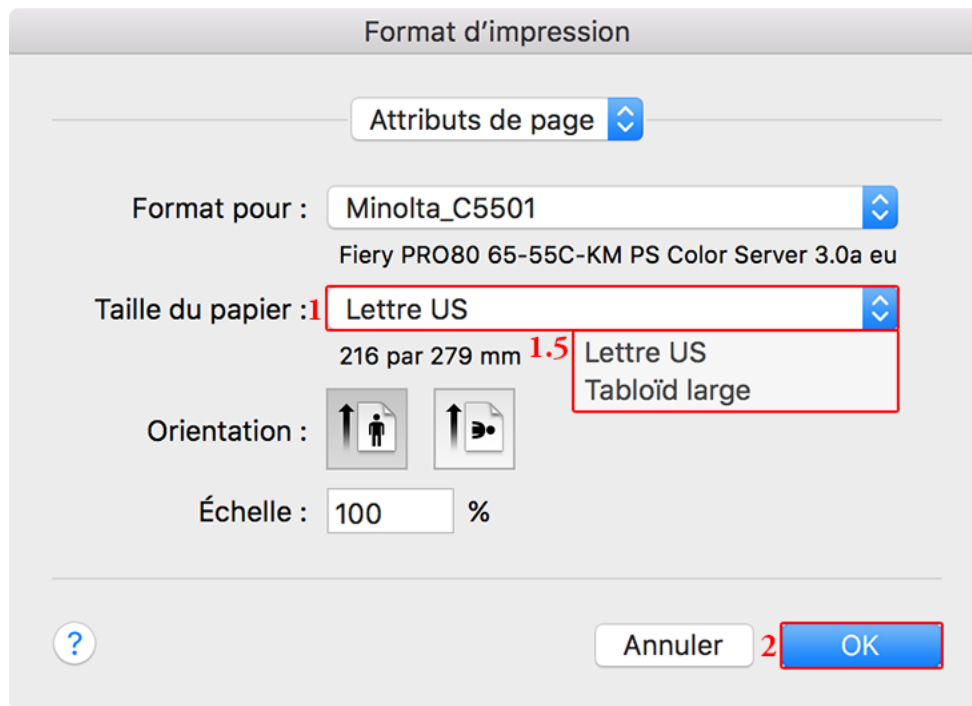 Format d’impression
Attributs de page
Format pour : Minolta_C5501
Fiery PRO80 65-55C-KM PS Color Server 3.0a eu
Taille du papier :1 Lettre US
216 par 279 mm 1.5 Lettre US
Tabloïd large
Orientation :
Échelle : 100 %
? Annuler 2 OK